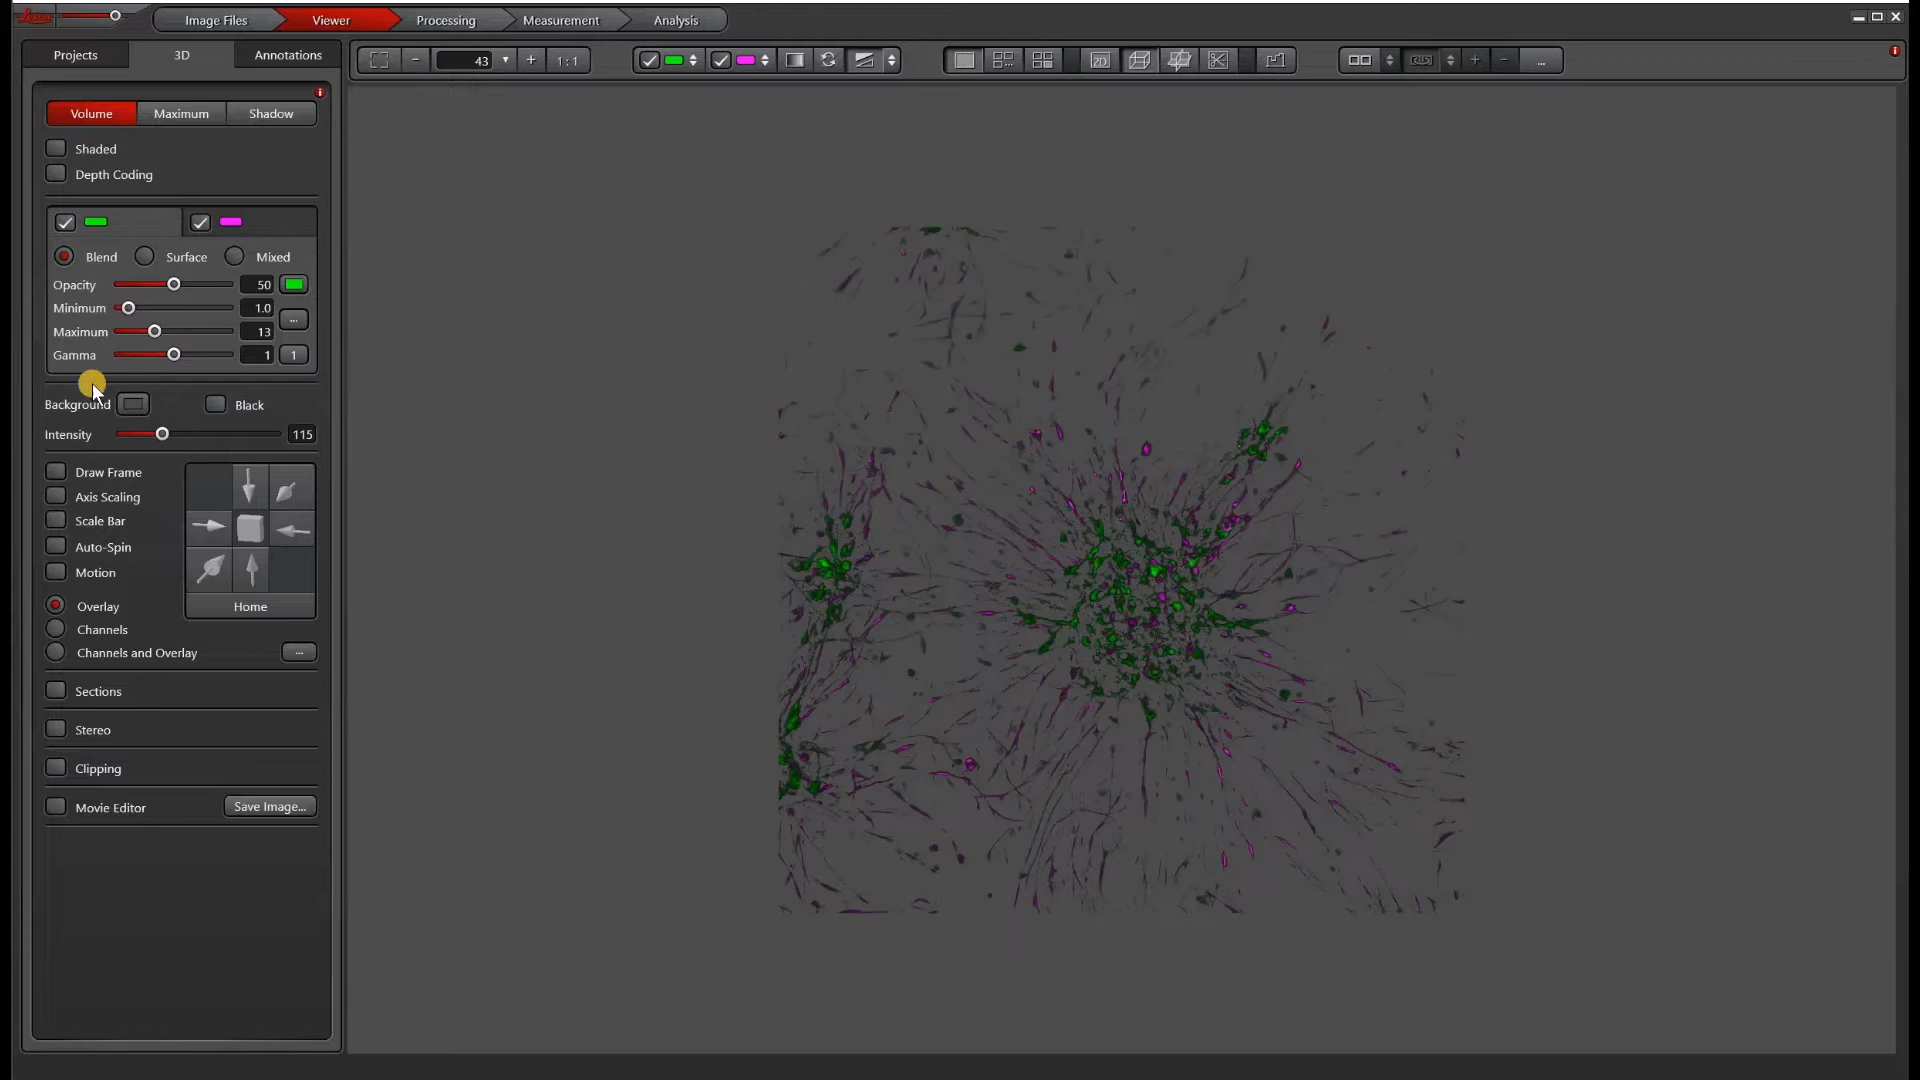 Leica
Image Files Viewer Processing Measurement Analysis
Projects 3D Annotations
43 1:1 2D ...
Volume Maximum Shadow
Shaded
Depth Coding
Blend Surface Mixed
Opacity 50
Minimum 1.0
...
Maximum 13
Gamma 1 1
Background Black
Intensity 115
Draw Frame
Axis Scaling
Scale Bar
Auto-Spin
Motion
Overlay Home
Channels
Channels and Overlay ...
Sections
Stereo
Clipping
Movie Editor Save Image...